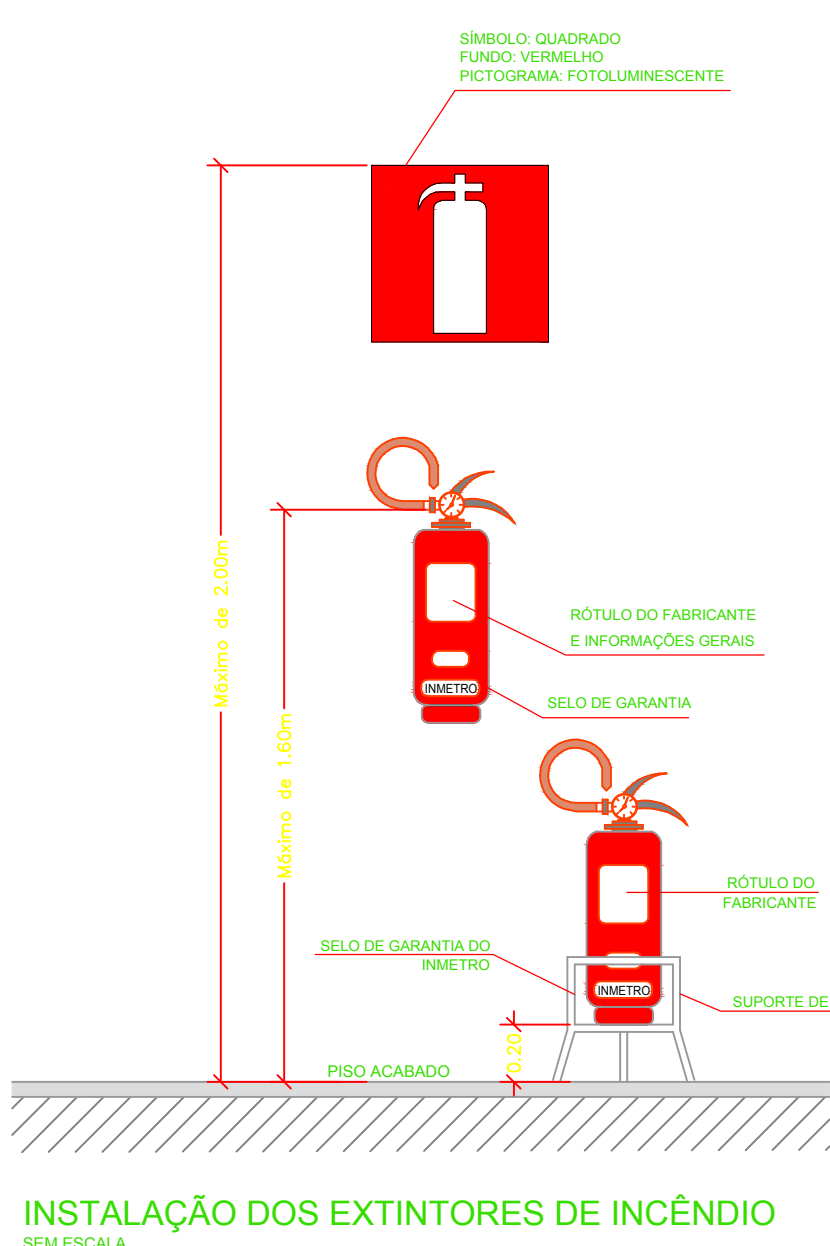 SÍMBOLO: QUADRADO
FUNDO: VERMELHO
PICTOGRAMA: FOTOLUMINESCENTE
Máximo de 2.00m
Máximo de 1.60m
RÓTULO DO FABRICANTE
E INFORMAÇÕES GERAIS
INMETRO
SELO DE GARANTIA
RÓTULO DO
FABRICANTE
SELO DE GARANTIA DO
INMETRO
INMETRO
SUPORTE DE
0.20
PISO ACABADO
INSTALAÇÃO DOS EXTINTORES DE INCÊNDIO
SEM ESCALA